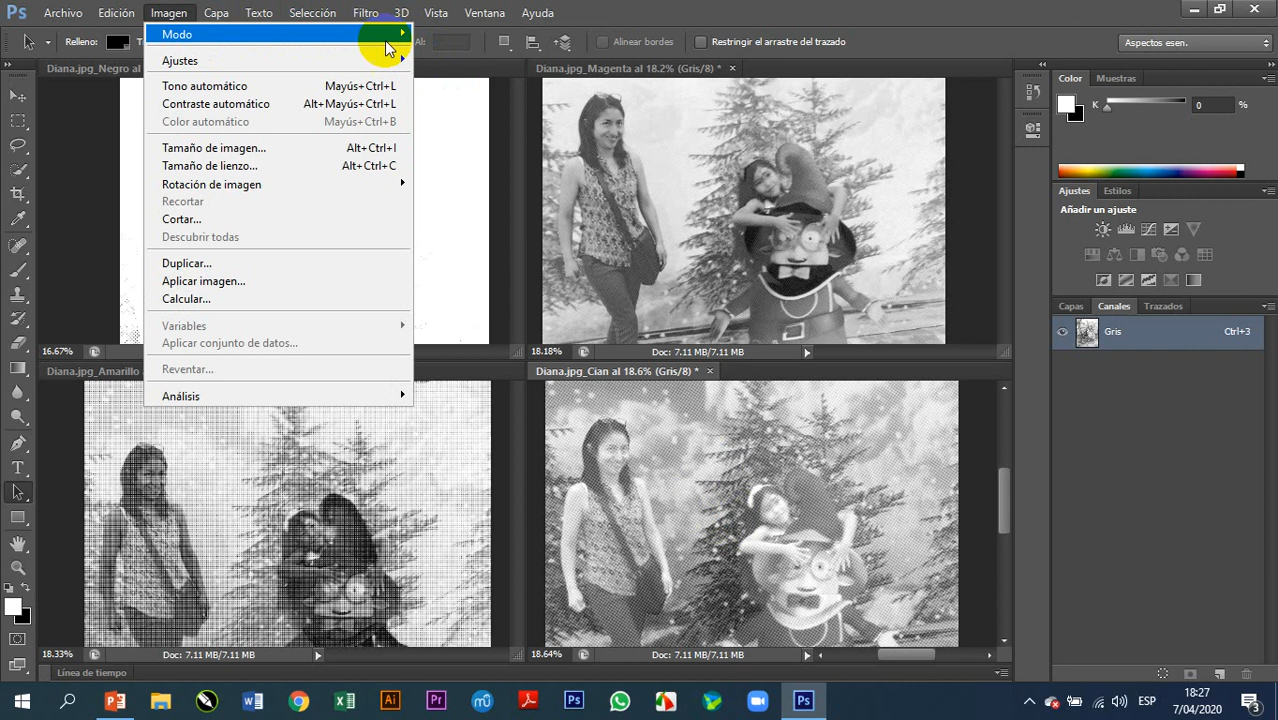 Ps Archivo Edición Imagen Capa Texto Selección Filtro 3D Vista Ventana Ayuda
Relleno: Al: Alinear bordes Restringir el arrastre del trazado Aspectos esen.
Modo
Ajustes
Tono automático Mayús+Ctrl+L
Contraste automático Alt+Mayús+Ctrl+L
Color automático Mayús+Ctrl+B
Tamaño de imagen... Alt+Ctrl+I
Tamaño de lienzo... Alt+Ctrl+C
Rotación de imagen
Recortar
Cortar...
Descubrir todas
Duplicar...
Aplicar imagen...
Calcular...
Variables
Aplicar conjunto de datos...
Reventar...
Análisis
Diana.jpg_Negro al
16.67%
Diana.jpg_Magenta al 18.2% (Gris/8) *
18.18% Doc: 7.11 MB/7.11 MB
Diana.jpg_Amarillo
18.33% Doc: 7.11 MB/7.11 MB
Diana.jpg_Cian al 18.6% (Gris/8) *
18.64% Doc: 7.11 MB/7.11 MB
Línea de tiempo
Color Muestras
K 0 %
Ajustes Estilos
Añadir un ajuste
Capas Canales Trazados
Gris Ctrl+3
Ai Pr Ps Ps
ESP
18:27
7/04/2020
3